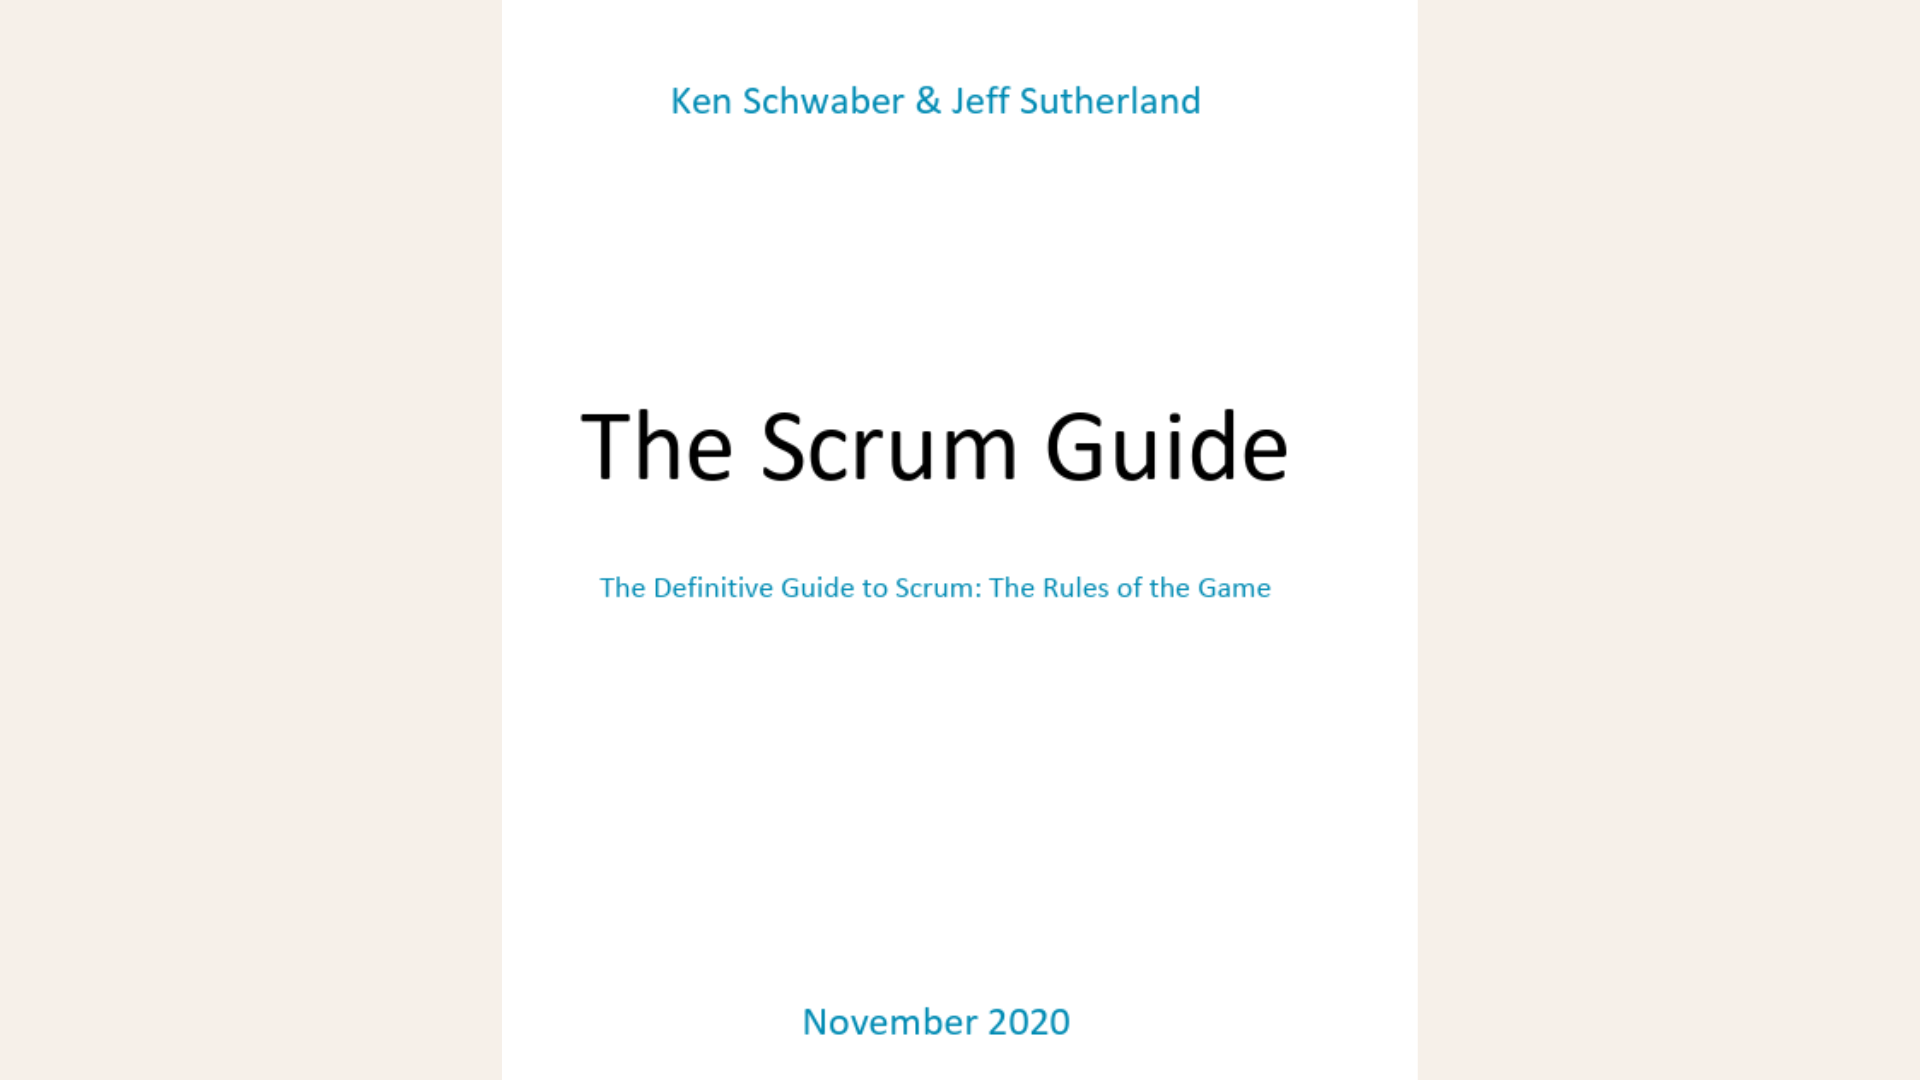 Ken Schwaber & Jeff Sutherland
The Scrum Guide
The Definitive Guide to Scrum: The Rules of the Game
November 2020